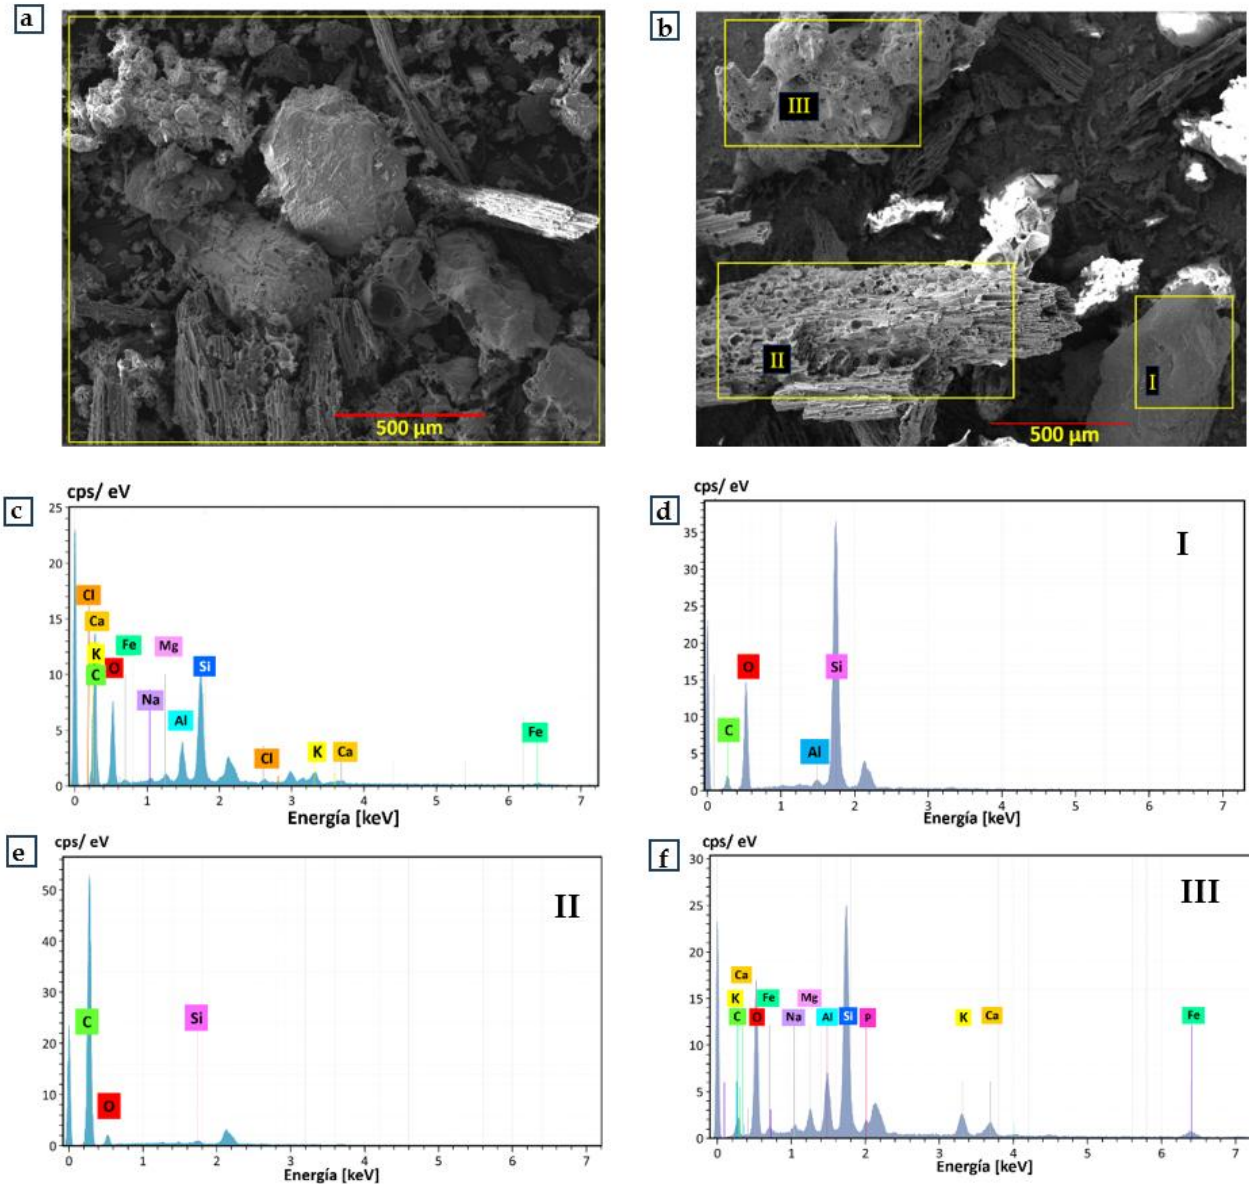 a
500 µm
b
III
II
I
500 µm
c
cps/ eV
25
20
15
10
5
0
Cl
Ca
K
C
O
Fe
Na
Mg
Al
Si
Cl
K
Ca
Fe
0 1 2 3 4 5 6 7
Energía [keV]
d
cps/ eV
I
35
30
25
20
15
10
5
0
C
O
Al
Si
0 1 2 3 4 5 6 7
Energía [keV]
e
cps/ eV
II
50
40
30
20
10
0
C
O
Si
0 1 2 3 4 5 6 7
Energía [keV]
f
cps/ eV
III
30
25
20
15
10
5
0
Ca
K Fe Mg
C O Na Al Si P K Ca Fe
0 1 2 3 4 5 6 7
Energía [keV]